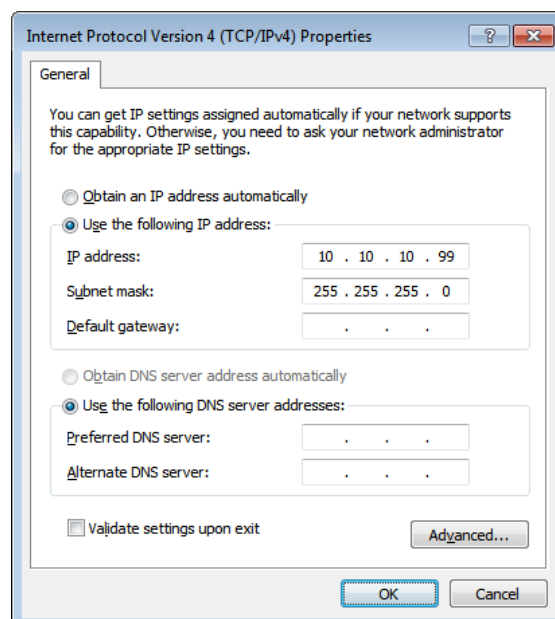 Internet Protocol Version 4 (TCP/IPv4) Properties
General
You can get IP settings assigned automatically if your network supports
this capability. Otherwise, you need to ask your network administrator
for the appropriate IP settings.
Obtain an IP address automatically
Use the following IP address:
IP address: 10 . 10 . 10 . 99
Subnet mask: 255 . 255 . 255 . 0
Default gateway: . . .
Obtain DNS server address automatically
Use the following DNS server addresses:
Preferred DNS server: . . .
Alternate DNS server: . . .
Validate settings upon exit
Advanced...
OK Cancel